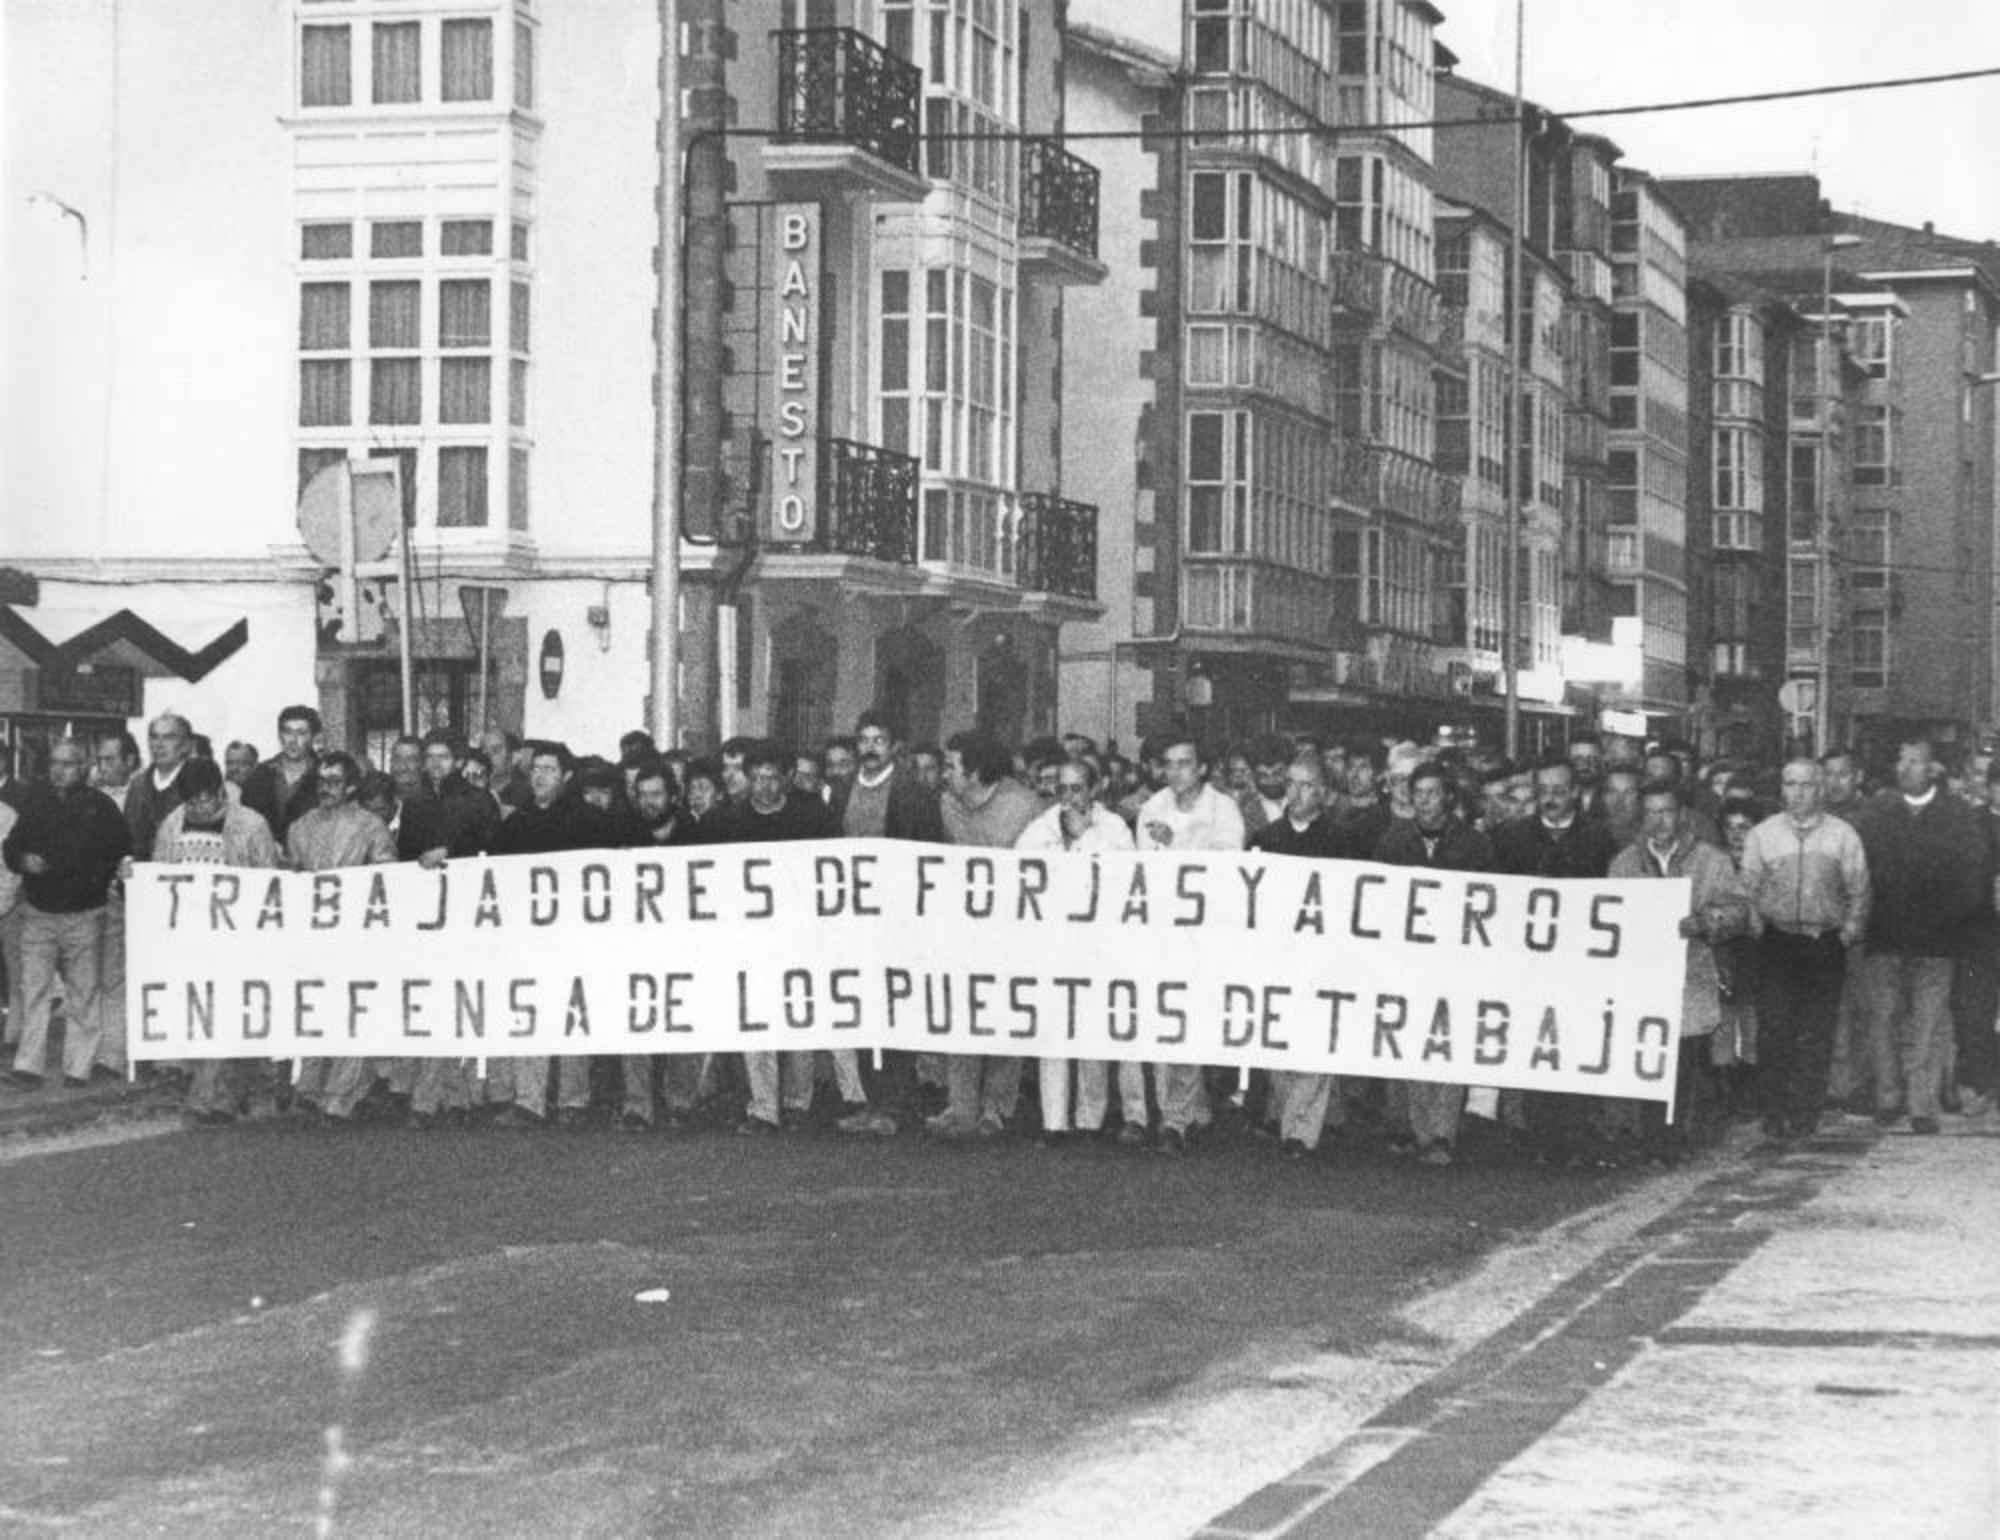 BANESTO
TRABAJADORES DE FORJAS Y ACEROS
EN DEFENSA DE LOS PUESTOS DE TRABAJO